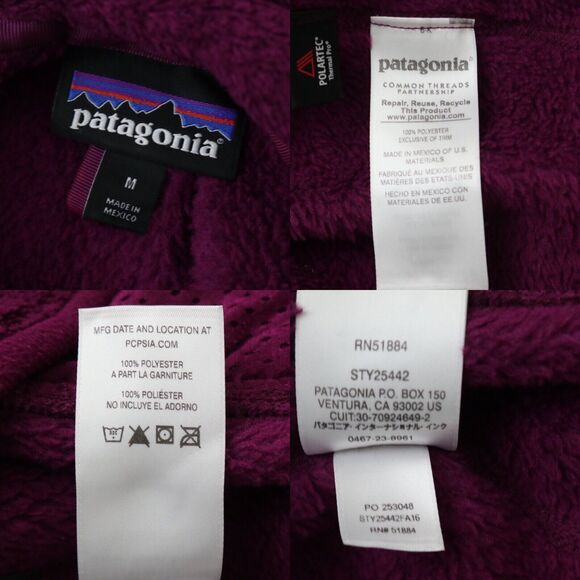 patagonia®
M
MADE IN
MEXICO
POLARTEC®
Thermal Pro®
patagonia®
COMMON THREADS
PARTNERSHIP
Repair, Reuse, Recycle
This Product
www.patagonia.com
100% POLYESTER
EXCLUSIVE OF TRIM
MADE IN MEXICO OF U.S.
MATERIALS
FABRIQUÉ AU MEXIQUE DES
MATIÈRES DES ÉTATS-UNIS
HECHO EN MÉXICO CON
MATERIALES DE EE.UU.
MFG DATE AND LOCATION AT
PCPSIA.COM
100% POLYESTER
A PART LA GARNITURE
100% POLIÉSTER
NO INCLUYE EL ADORNO
RN51884
STY25442
PATAGONIA P.O. BOX 150
VENTURA, CA 93002 US
CUIT:30-70924649-2
パタゴニア・インターナショナル・インク
0467-23-8961
PO 253048
STY25442FA16
RN# 51884